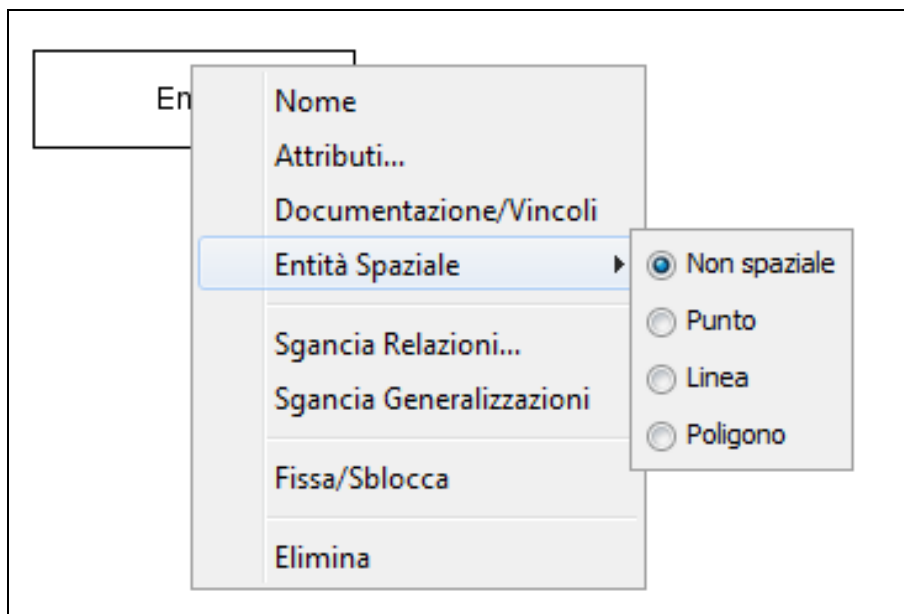 En
Nome
Attributi...
Documentazione/Vincoli
Entità Spaziale
Non spaziale
Punto
Linea
Poligono
Sgancia Relazioni...
Sgancia Generalizzazioni
Fissa/Sblocca
Elimina